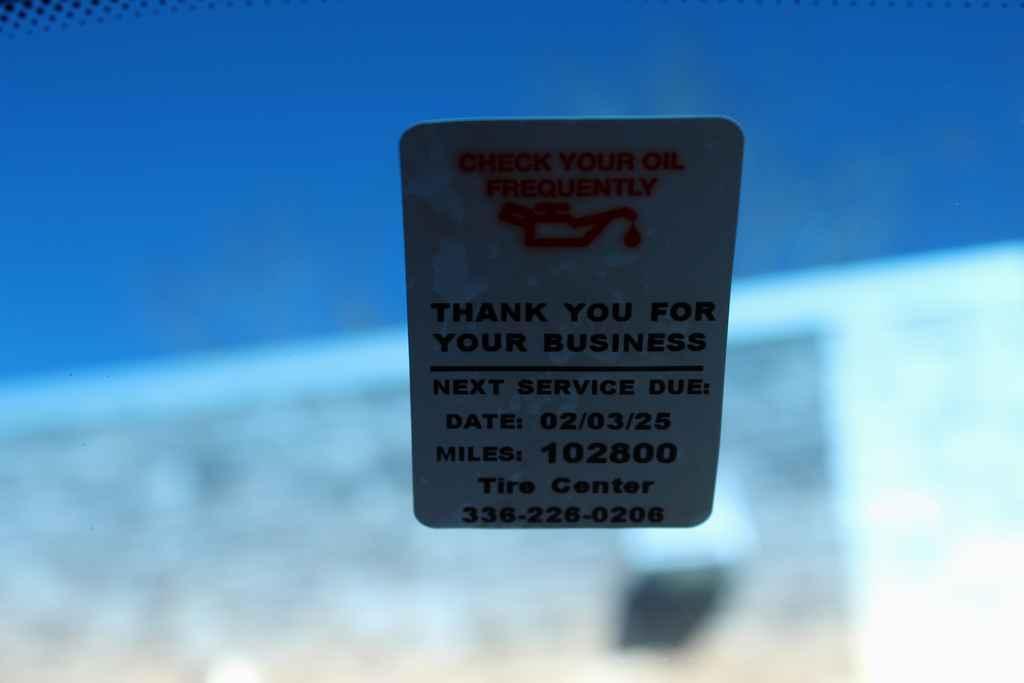 CHECK YOUR OIL
FREQUENTLY
THANK YOU FOR
YOUR BUSINESS
NEXT SERVICE DUE:
DATE: 02/03/25
MILES: 102800
Tire Center
336-226-0206